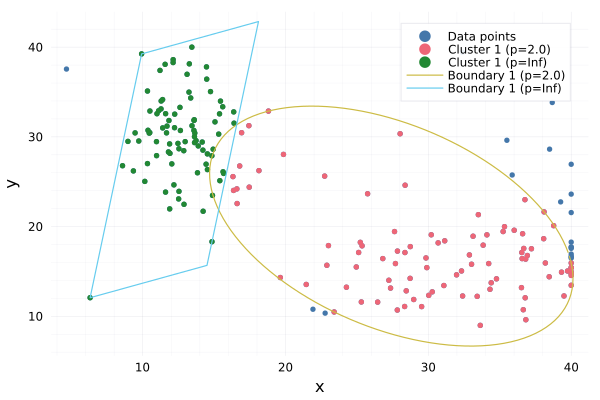 Data points
Cluster 1 (p=2.0)
Cluster 1 (p=Inf)
Boundary 1 (p=2.0)
Boundary 1 (p=Inf)
40
30
20
10
y
10
20
30
40
x